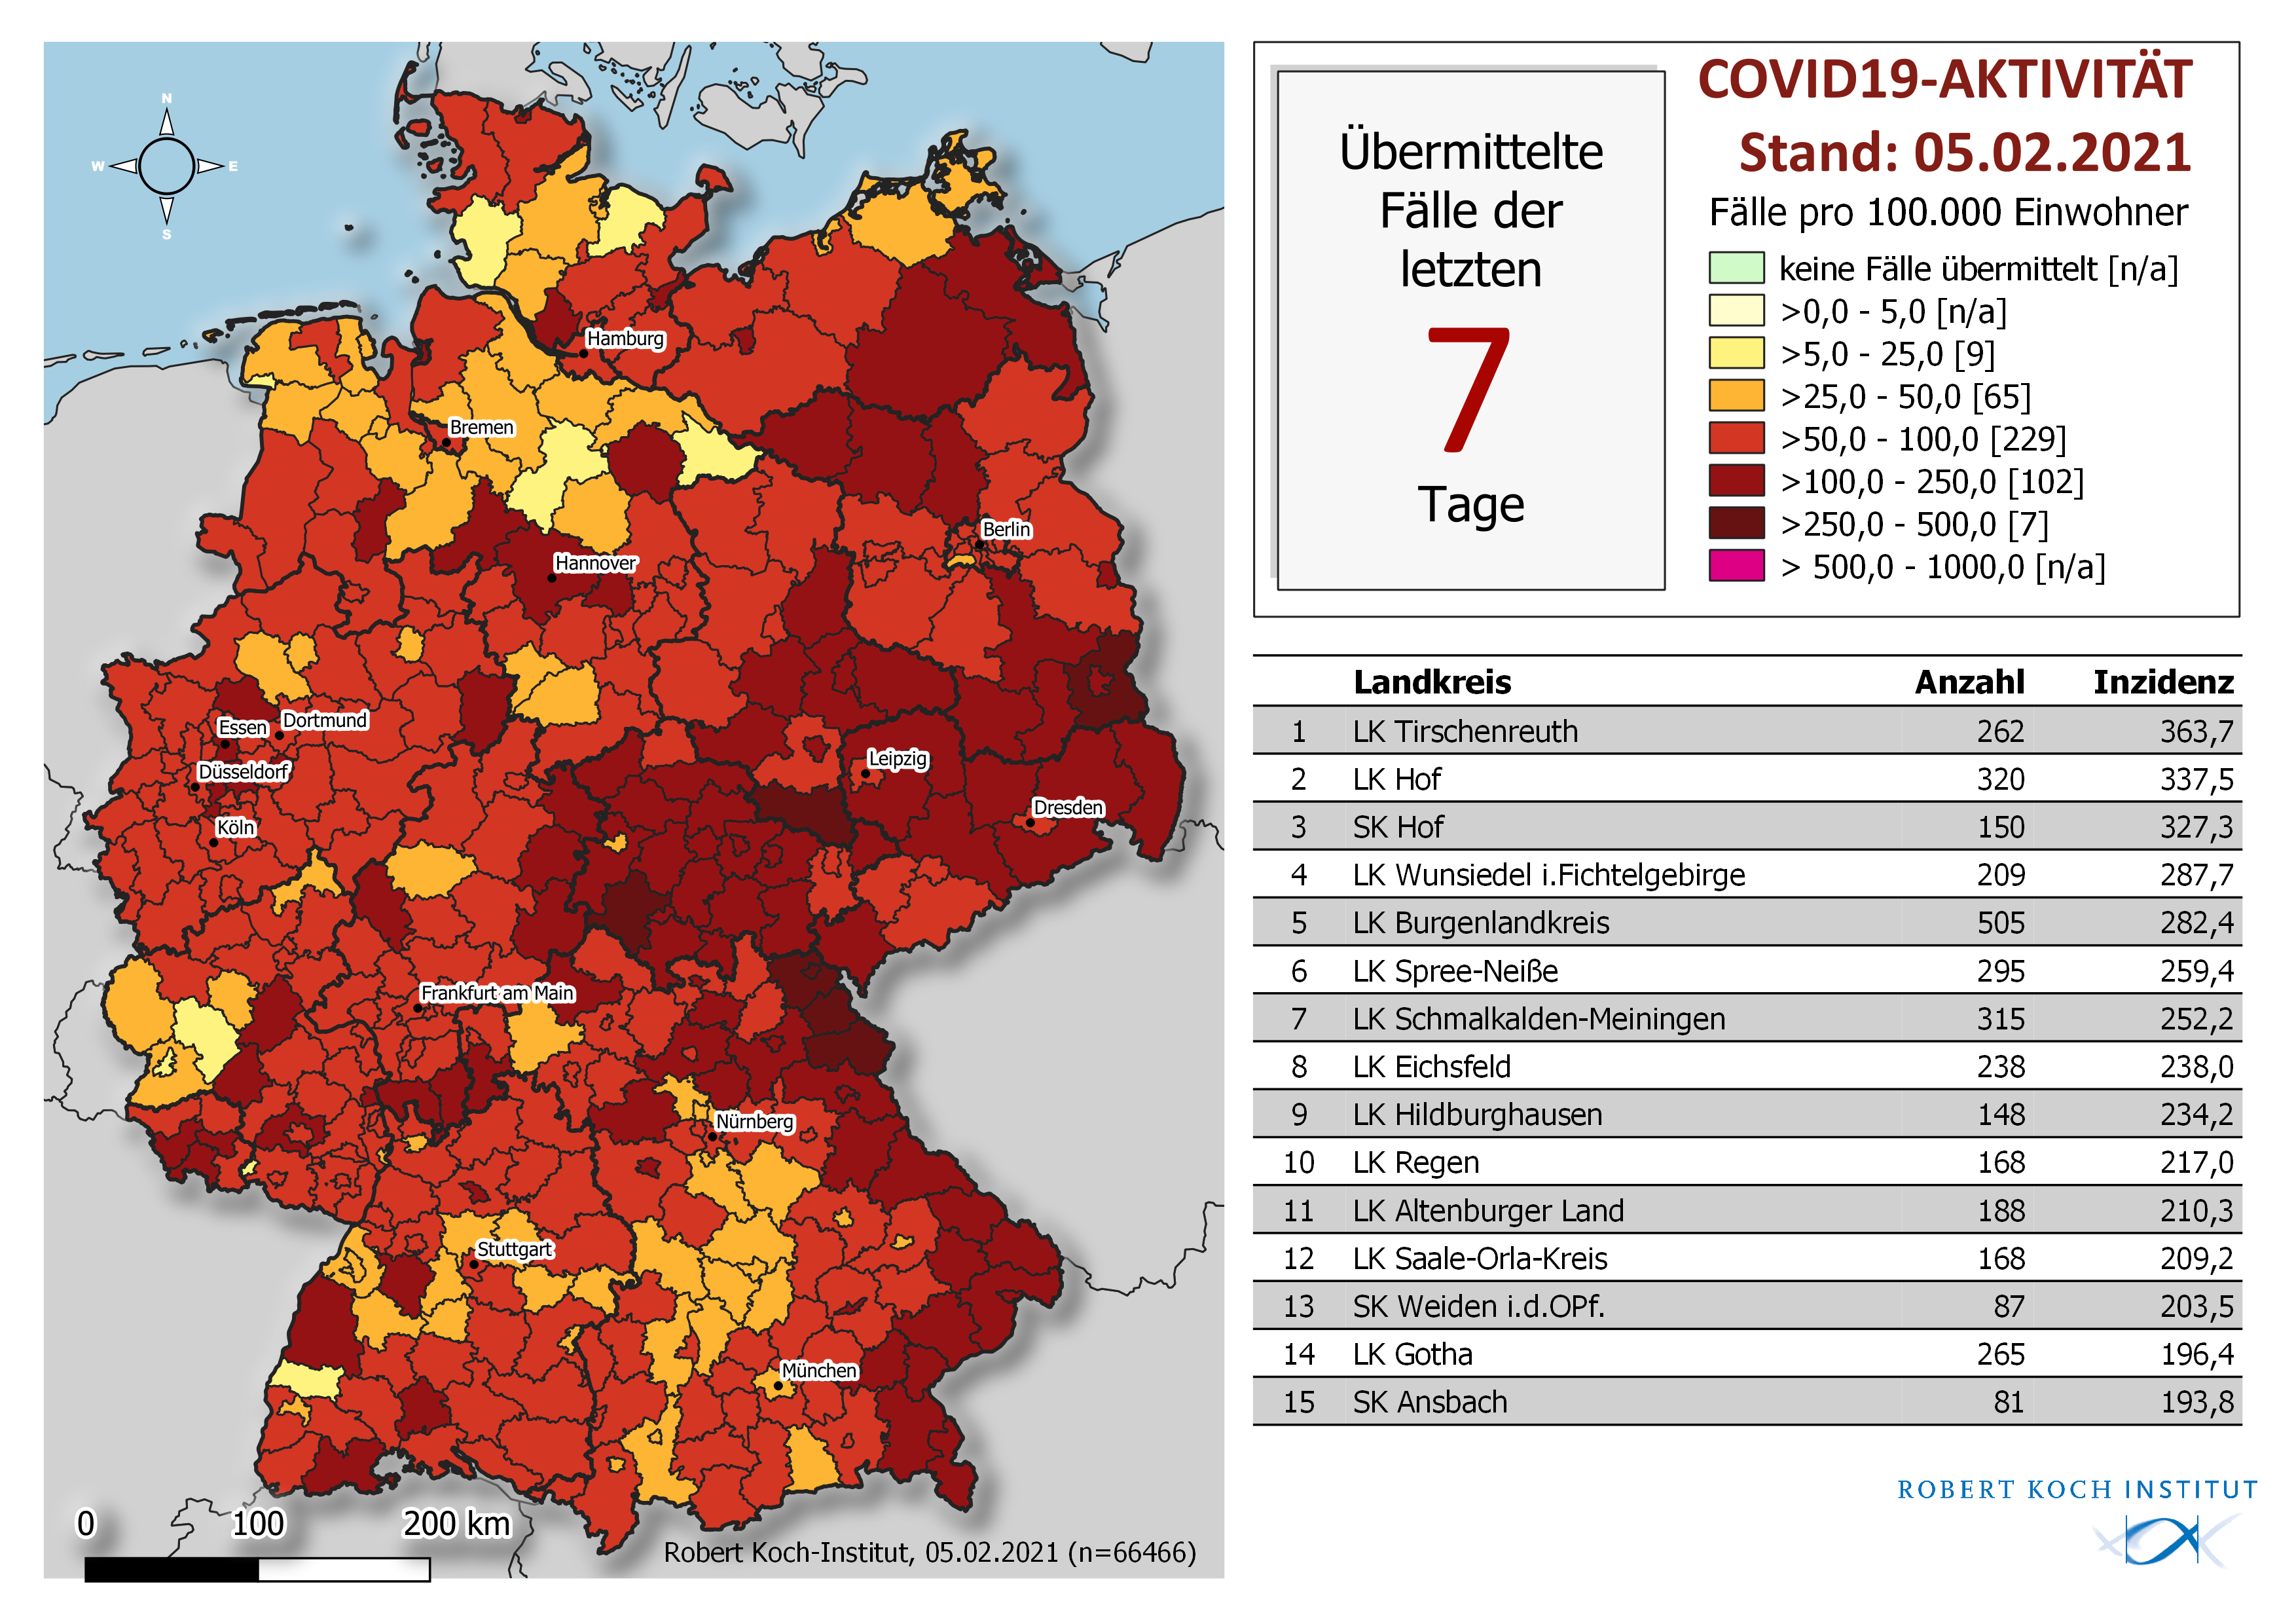 N
W
E
S
Hamburg
Bremen
Berlin
Hannover
Essen
Dortmund
Düsseldorf
Leipzig
Köln
Dresden
Frankfurt am Main
Nürnberg
Stuttgart
München
0 100 200 km
Robert Koch-Institut, 05.02.2021 (n=66466)
Übermittelte
Fälle der
letzten
7
Tage
COVID19-AKTIVITÄT
Stand: 05.02.2021
Fälle pro 100.000 Einwohner
keine Fälle übermittelt [n/a]
>0,0 - 5,0 [n/a]
>5,0 - 25,0 [9]
>25,0 - 50,0 [65]
>50,0 - 100,0 [229]
>100,0 - 250,0 [102]
>250,0 - 500,0 [7]
> 500,0 - 1000,0 [n/a]
Landkreis Anzahl Inzidenz
1 LK Tirschenreuth 262 363,7
2 LK Hof 320 337,5
3 SK Hof 150 327,3
4 LK Wunsiedel i.Fichtelgebirge 209 287,7
5 LK Burgenlandkreis 505 282,4
6 LK Spree-Neiße 295 259,4
7 LK Schmalkalden-Meiningen 315 252,2
8 LK Eichsfeld 238 238,0
9 LK Hildburghausen 148 234,2
10 LK Regen 168 217,0
11 LK Altenburger Land 188 210,3
12 LK Saale-Orla-Kreis 168 209,2
13 SK Weiden i.d.OPf. 87 203,5
14 LK Gotha 265 196,4
15 SK Ansbach 81 193,8
ROBERT KOCH INSTITUT